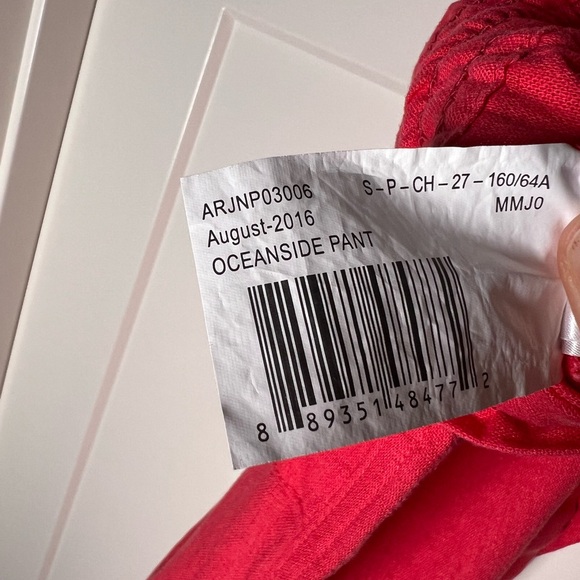 ARJNP03006 S-P-CH-27-160/64A
August-2016 MMJ0
OCEANSIDE PANT
8 89351 48477 2